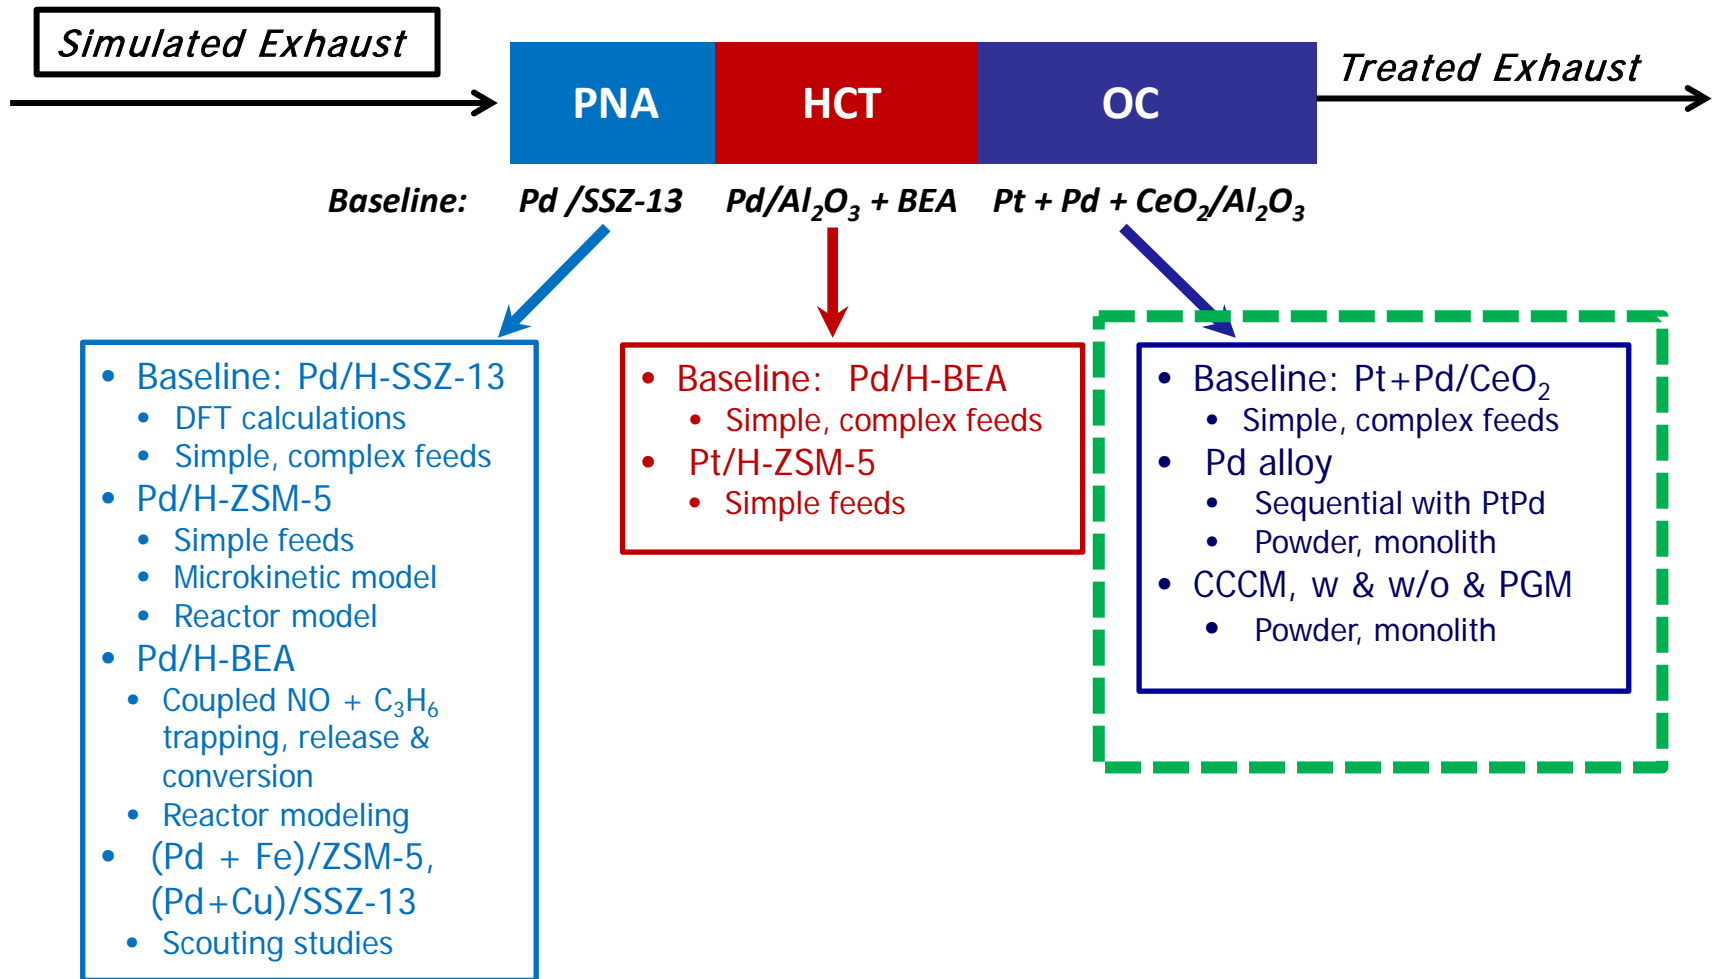 Simulated Exhaust
PNA
HCT
OC
Treated Exhaust
Baseline:
Pd /SSZ-13
Pd/Al₂O₃ + BEA
Pt + Pd + CeO₂/Al₂O₃
• Baseline: Pd/H-SSZ-13
• DFT calculations
• Simple, complex feeds
• Pd/H-ZSM-5
• Simple feeds
• Microkinetic model
• Reactor model
• Pd/H-BEA
• Coupled NO + C₃H₆
trapping, release &
conversion
• Reactor modeling
• (Pd + Fe)/ZSM-5,
(Pd+Cu)/SSZ-13
• Scouting studies
• Baseline: Pd/H-BEA
• Simple, complex feeds
• Pt/H-ZSM-5
• Simple feeds
• Baseline: Pt+Pd/CeO₂
• Simple, complex feeds
• Pd alloy
• Sequential with PtPd
• Powder, monolith
• CCCM, w & w/o & PGM
• Powder, monolith